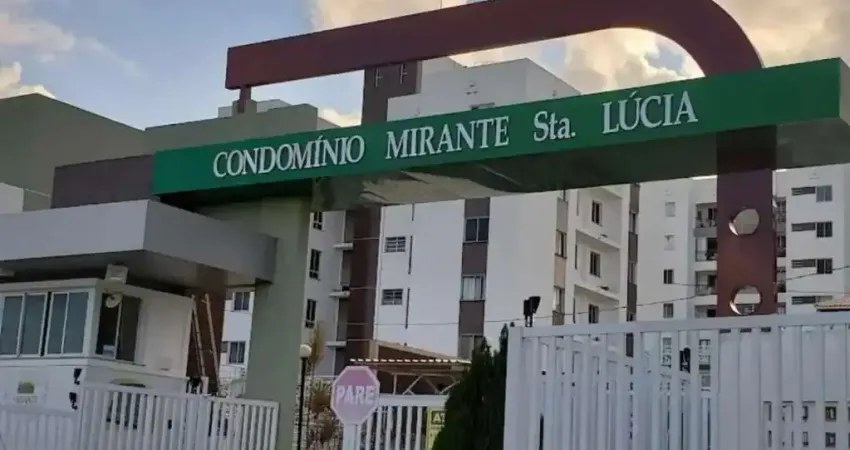 CONDOMÍNIO MIRANTE Sta. LÚCIA
PARE